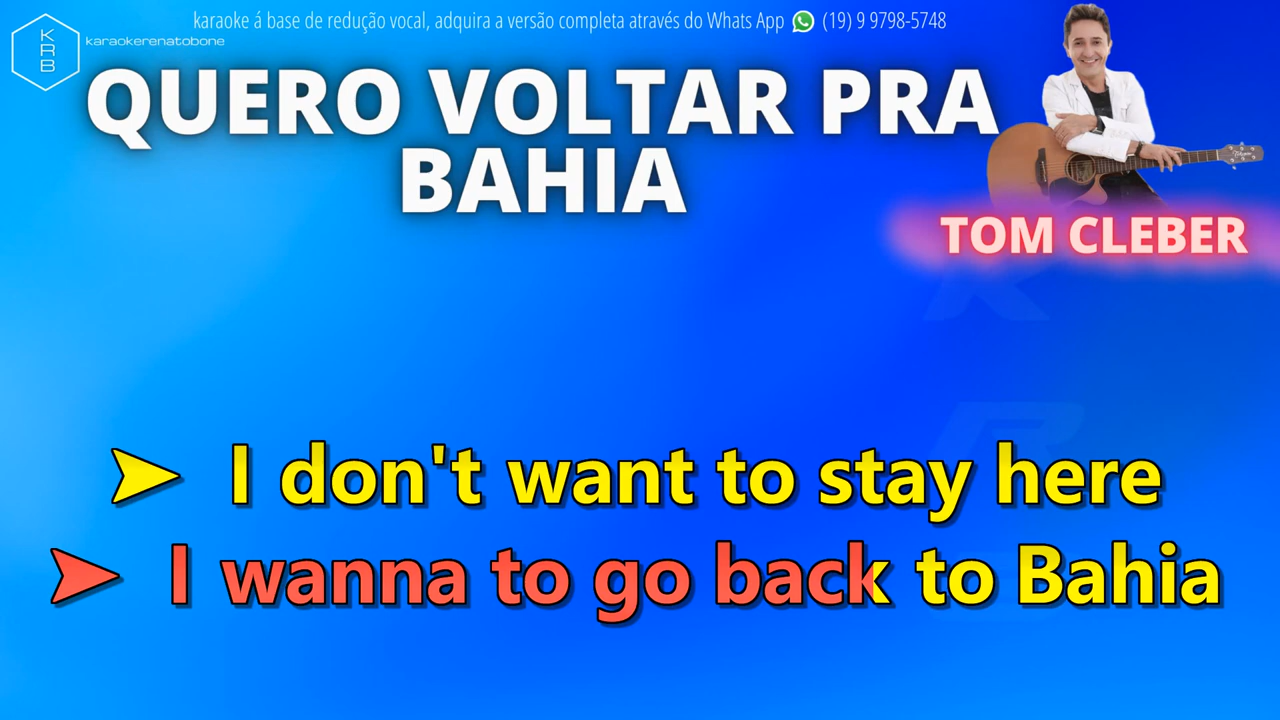 karaoke á base de redução vocal, adquira a versão completa através do Whats App (19) 9 9798-5748
K
R
B
karaokerenatobone
QUERO VOLTAR PRA
BAHIA
TOM CLEBER
I don't want to stay here
I wanna to go back to Bahia